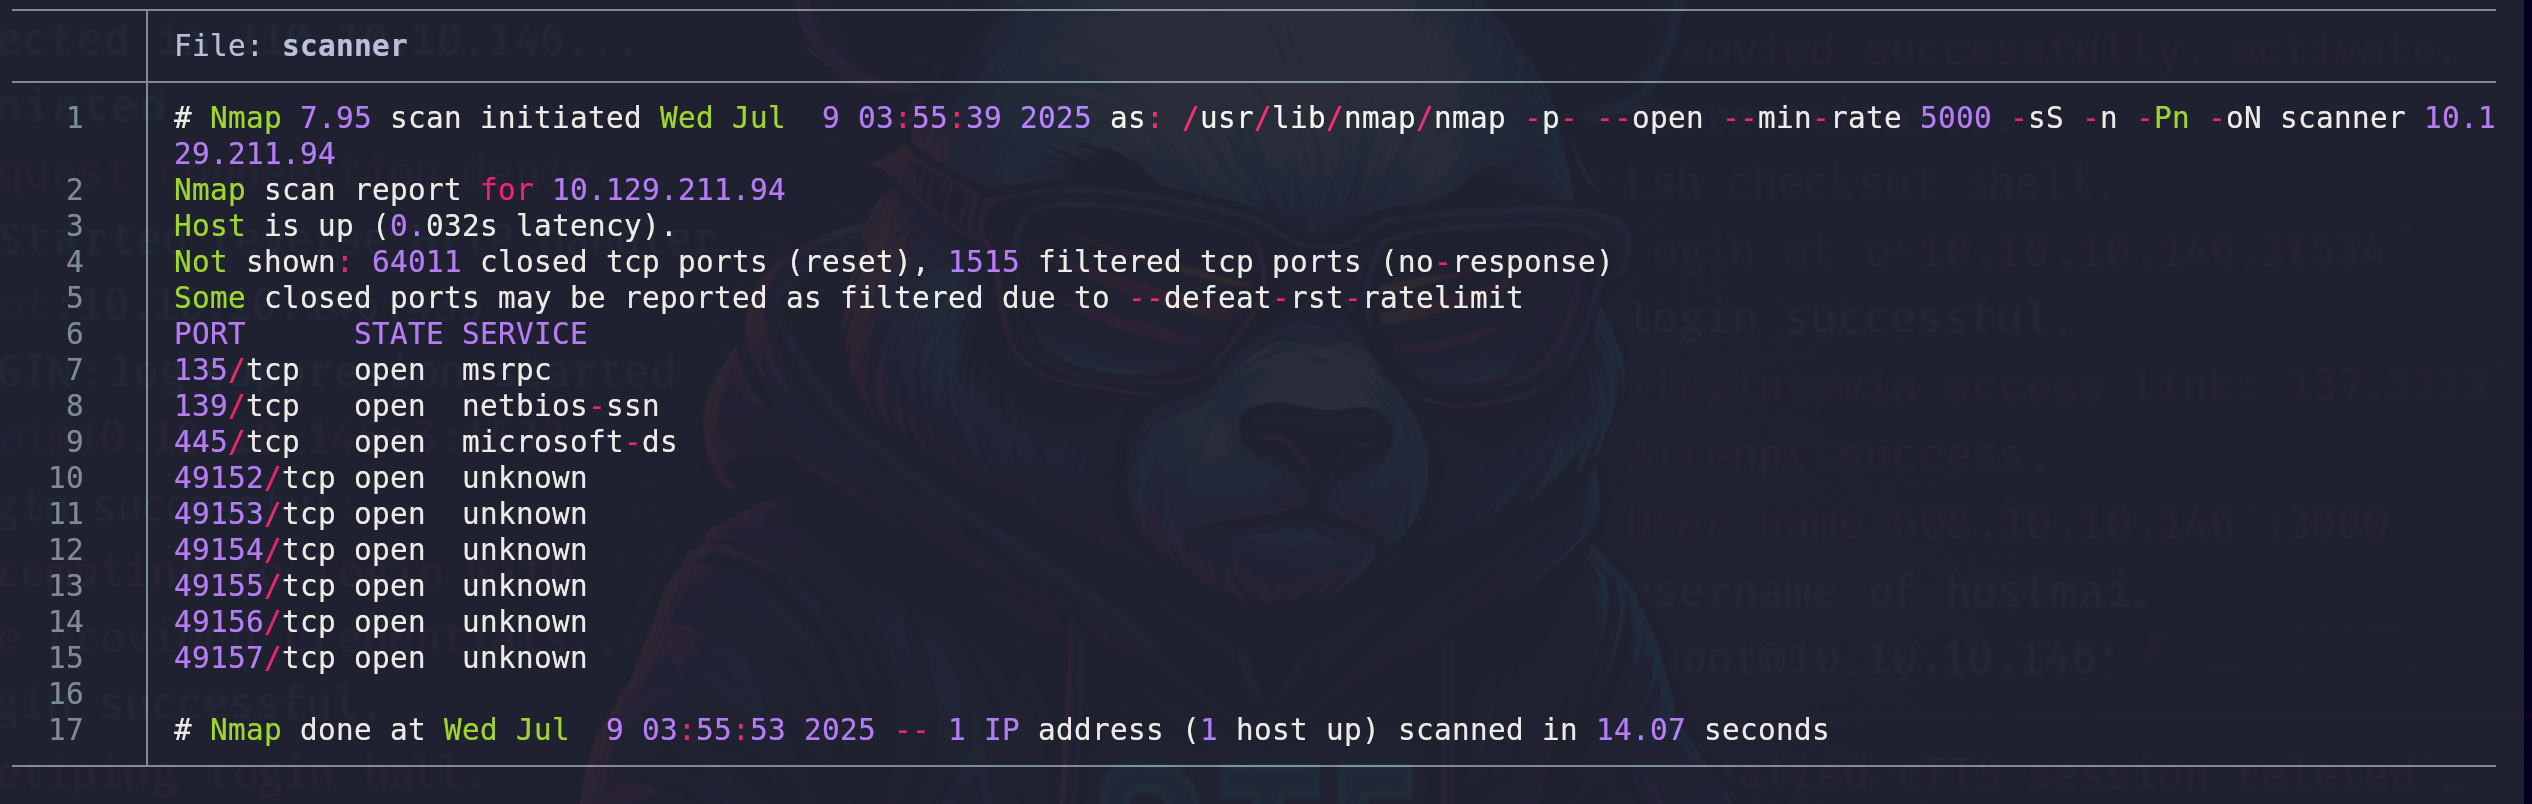 File: scanner
1 # Nmap 7.95 scan initiated Wed Jul  9 03:55:39 2025 as: /usr/lib/nmap/nmap -p- --open --min-rate 5000 -sS -n -Pn -oN scanner 10.1
29.211.94
2 Nmap scan report for 10.129.211.94
3 Host is up (0.032s latency).
4 Not shown: 64011 closed tcp ports (reset), 1515 filtered tcp ports (no-response)
5 Some closed ports may be reported as filtered due to --defeat-rst-ratelimit
6 PORT      STATE SERVICE
7 135/tcp   open  msrpc
8 139/tcp   open  netbios-ssn
9 445/tcp   open  microsoft-ds
10 49152/tcp open  unknown
11 49153/tcp open  unknown
12 49154/tcp open  unknown
13 49155/tcp open  unknown
14 49156/tcp open  unknown
15 49157/tcp open  unknown
16
17 # Nmap done at Wed Jul  9 03:55:53 2025 -- 1 IP address (1 host up) scanned in 14.07 seconds